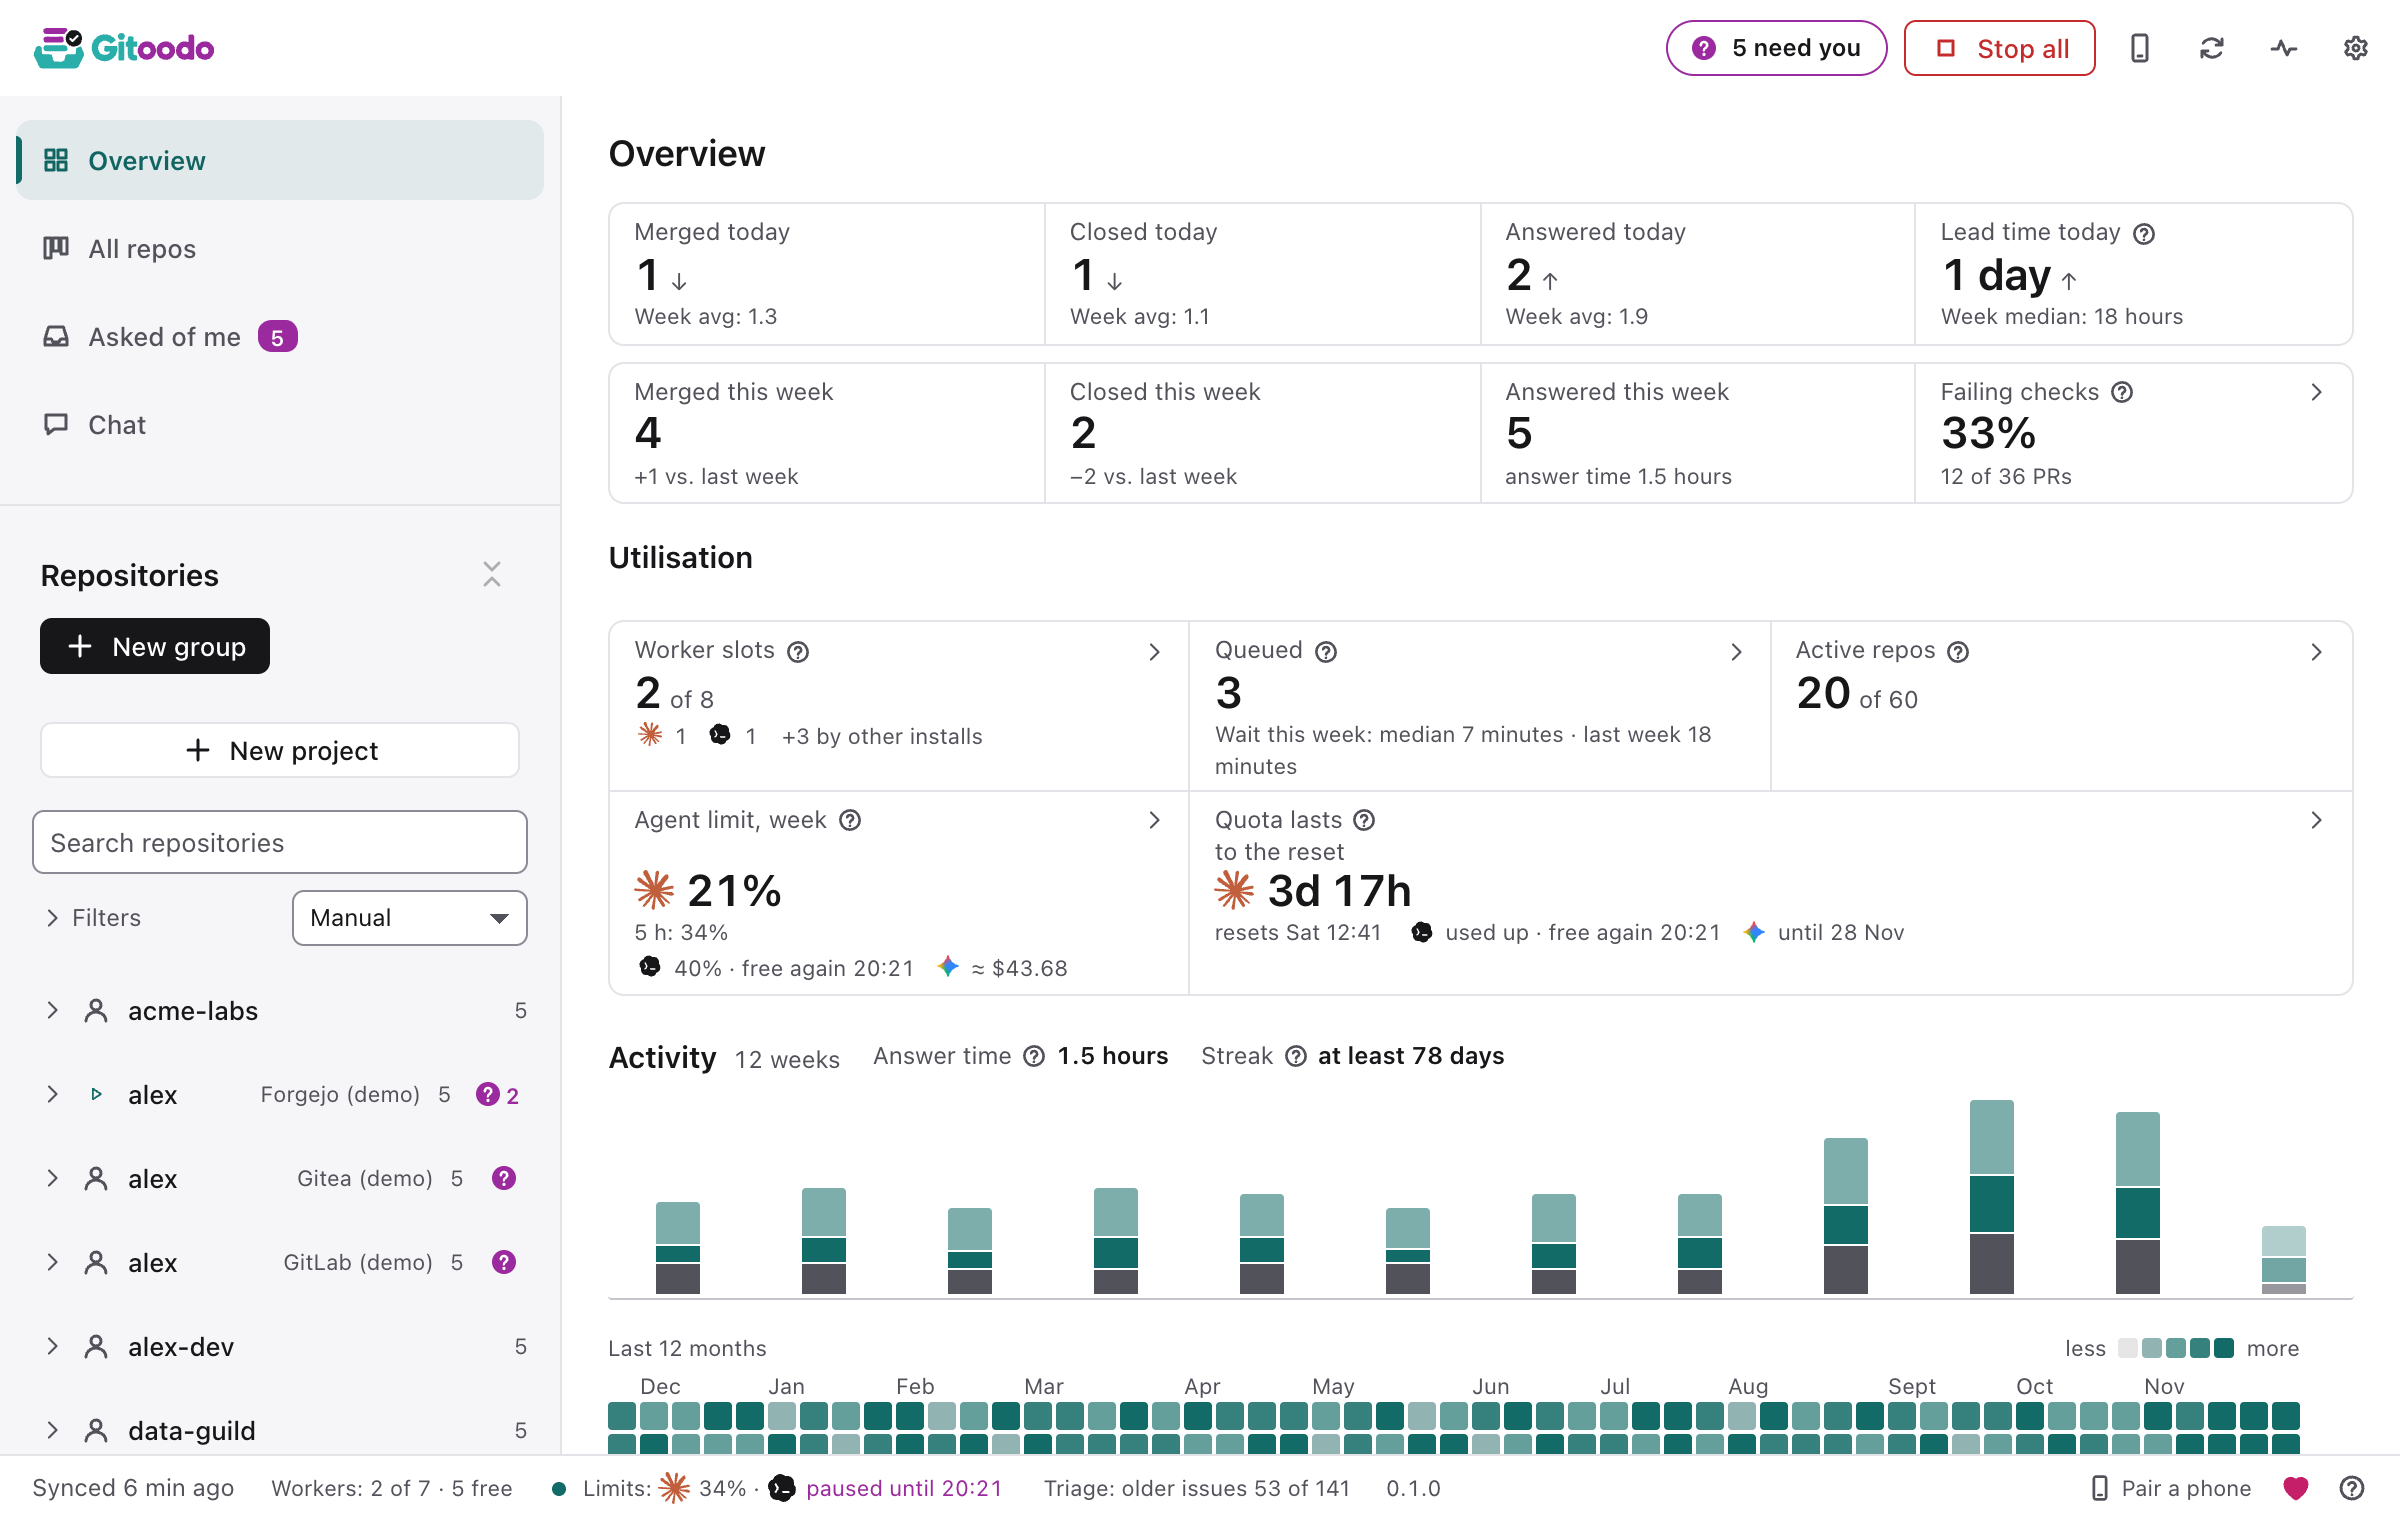 Gitoodo
5 need you
Stop all
Overview
All repos
Asked of me 5
Chat
Repositories
New group
New project
Search repositories
Filters
Manual
acme-labs 5
alex Forgejo (demo) 5 2
alex Gitea (demo) 5
alex GitLab (demo) 5
alex-dev 5
data-guild 5
Overview
Merged today
1 ↓
Week avg: 1.3
Closed today
1 ↓
Week avg: 1.1
Answered today
2 ↑
Week avg: 1.9
Lead time today
1 day ↑
Week median: 18 hours
Merged this week
4
+1 vs. last week
Closed this week
2
−2 vs. last week
Answered this week
5
answer time 1.5 hours
Failing checks
33%
12 of 36 PRs
Utilisation
Worker slots
2 of 8
1 1 +3 by other installs
Queued
3
Wait this week: median 7 minutes · last week 18
minutes
Active repos
20 of 60
Agent limit, week
21%
5 h: 34%
40% · free again 20:21 ≈ $43.68
Quota lasts
to the reset
3d 17h
resets Sat 12:41 used up · free again 20:21 until 28 Nov
Activity 12 weeks Answer time 1.5 hours Streak at least 78 days
Last 12 months
less more
Dec Jan Feb Mar Apr May Jun Jul Aug Sept Oct Nov
Synced 6 min ago Workers: 2 of 7 · 5 free Limits: 34% · paused until 20:21 Triage: older issues 53 of 141 0.1.0
Pair a phone